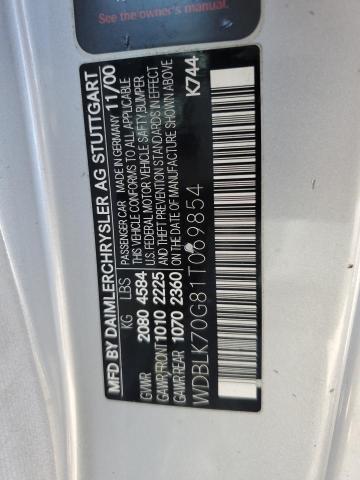 See the owner's manual.
MFD BY DAIMLERCHRYSLER AG STUTTGART
PASSENGER CAR MADE IN GERMANY 11/00
KG LBS THIS VEHICLE CONFORMS TO ALL APPLICABLE
U.S. FEDERAL MOTOR VEHICLE SAFTY, BUMPER,
GVWR 2080 4584 AND THEFT PREVENTION STANDARDS IN EFFECT
GAWR FRONT 1010 2225 ON THE DATE OF MANUFACTURE SHOWN ABOVE
GAWR REAR 1070 2360
WDBLK70G81T069854 K744